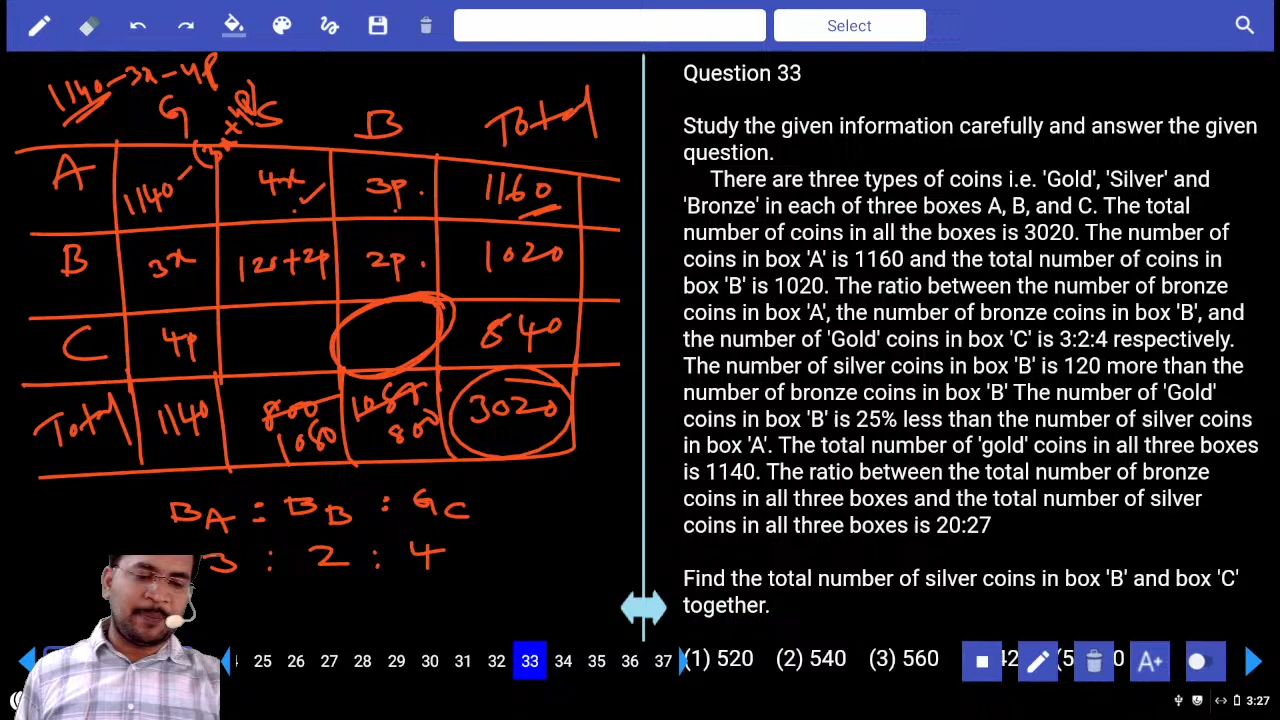 Select
1140-3x-4p
G S B Total
A 1140-(3x+4p) 4x 3p. 1160
B 3x 120+2p 2p. 1020
C 4p 840
Total 1140 800 1080 1080 800 3020
BA : BB : GC
3 : 2 : 4
Question 33
Study the given information carefully and answer the given
question.
There are three types of coins i.e. 'Gold', 'Silver' and
'Bronze' in each of three boxes A, B, and C. The total
number of coins in all the boxes is 3020. The number of
coins in box 'A' is 1160 and the total number of coins in
box 'B' is 1020. The ratio between the number of bronze
coins in box 'A', the number of bronze coins in box 'B', and
the number of 'Gold' coins in box 'C' is 3:2:4 respectively.
The number of silver coins in box 'B' is 120 more than the
number of bronze coins in box 'B' The number of 'Gold'
coins in box 'B' is 25% less than the number of silver coins
in box 'A'. The total number of 'gold' coins in all three boxes
is 1140. The ratio between the total number of bronze
coins in all three boxes and the total number of silver
coins in all three boxes is 20:27
Find the total number of silver coins in box 'B' and box 'C'
together.
(1) 520 (2) 540 (3) 560
25 26 27 28 29 30 31 32 33 34 35 36 37
A+
3:27